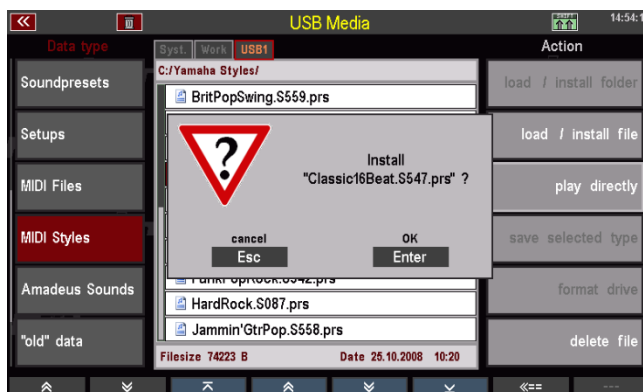 USB Media
SHIFT
14:54:1
Data type
Syst. Work USB1
Action
C:/Yamaha Styles/
Soundpresets
BritPopSwing.S559.prs
load / install folder
Setups
load / install file
MIDI Files
play directly
MIDI Styles
save selected type
Amadeus Sounds
format drive
"old" data
delete file
Install
"Classic16Beat.S547.prs" ?
cancel
OK
Esc
Enter
HardRock.S087.prs
Jammin'GtrPop.S558.prs
Filesize 74223 B
Date 25.10.2008 10:20
«==
---